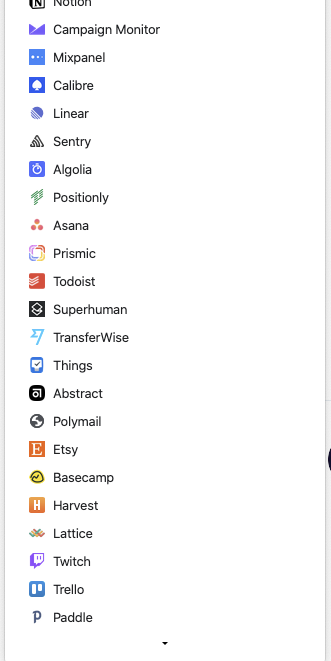 Notion
Campaign Monitor
Mixpanel
Calibre
Linear
Sentry
Algolia
Positionly
Asana
Prismic
Todoist
Superhuman
TransferWise
Things
Abstract
Polymail
Etsy
Basecamp
Harvest
Lattice
Twitch
Trello
Paddle